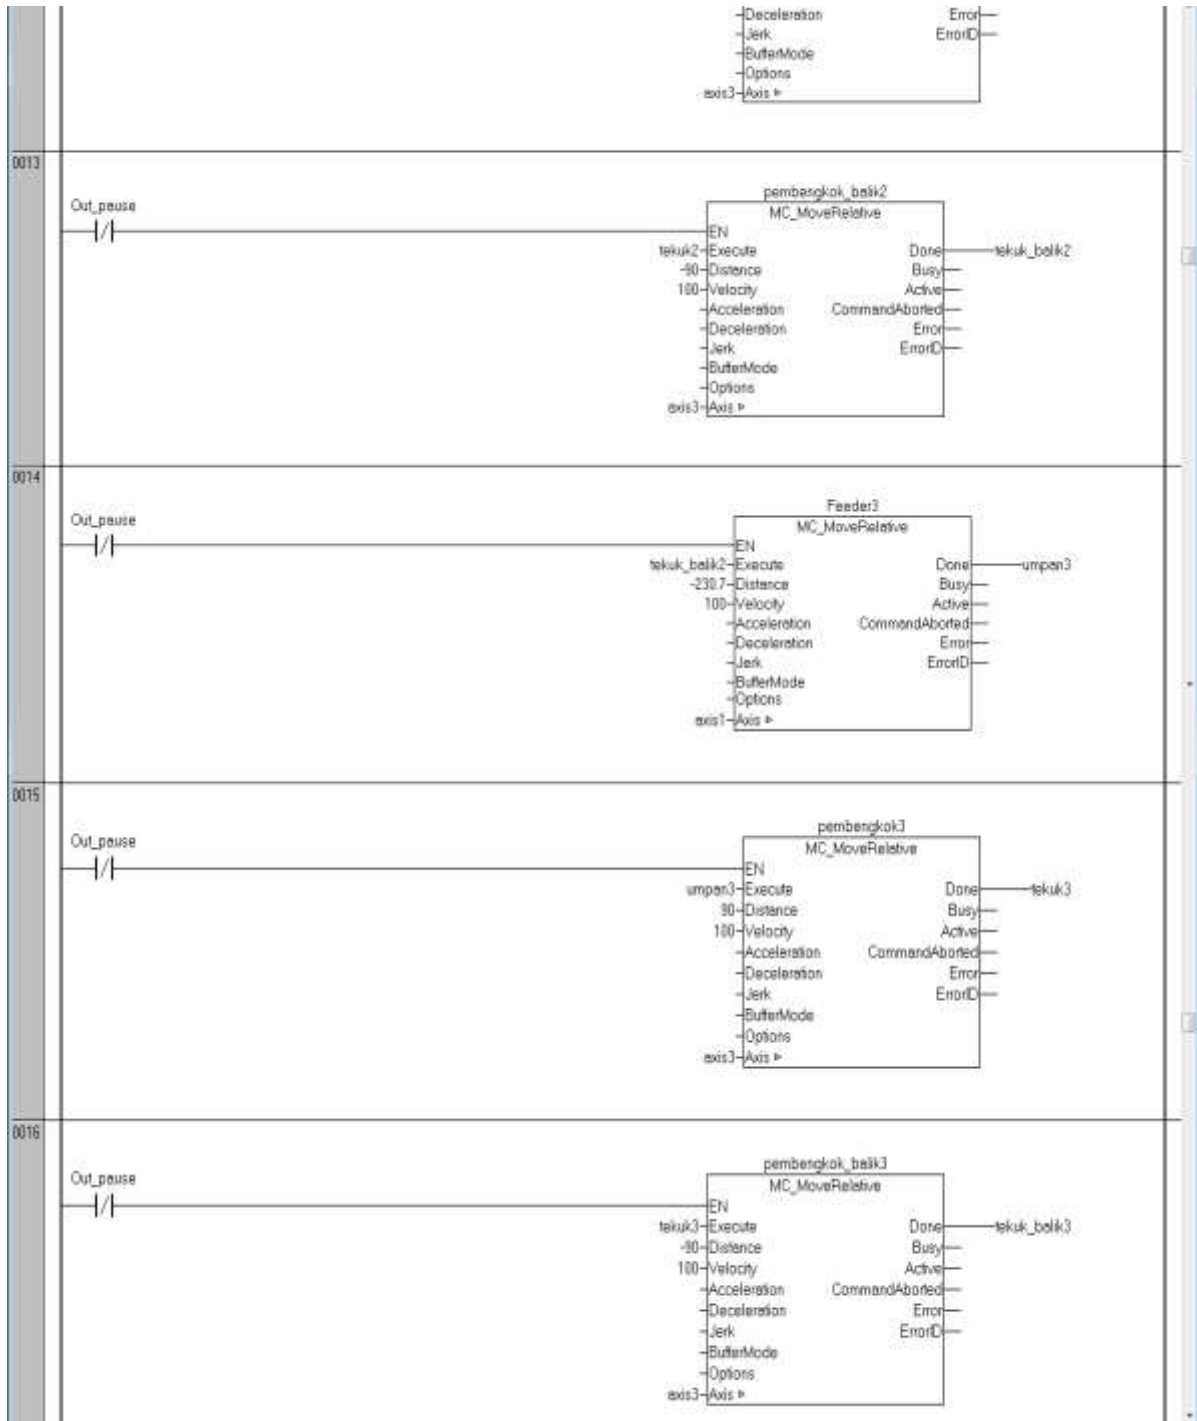 Deceleration Error
Jerk ErrorID
BufferMode
Options
axis3 Axis
0013
pembengkok_balik2
Out_pause
MC_MoveRelative
EN
tekuk2 Execute Done tekuk_balik2
-90 Distance Busy
100 Velocity Active
Acceleration CommandAborted
Deceleration Error
Jerk ErrorID
BufferMode
Options
axis3 Axis
0014
Feeder3
Out_pause
MC_MoveRelative
EN
tekuk_balik2 Execute Done umpan3
-230.7 Distance Busy
100 Velocity Active
Acceleration CommandAborted
Deceleration Error
Jerk ErrorID
BufferMode
Options
axis1 Axis
0015
pembengkok3
Out_pause
MC_MoveRelative
EN
umpan3 Execute Done tekuk3
90 Distance Busy
100 Velocity Active
Acceleration CommandAborted
Deceleration Error
Jerk ErrorID
BufferMode
Options
axis3 Axis
0016
pembengkok_balik3
Out_pause
MC_MoveRelative
EN
tekuk3 Execute Done tekuk_balik3
-90 Distance Busy
100 Velocity Active
Acceleration CommandAborted
Deceleration Error
Jerk ErrorID
BufferMode
Options
axis3 Axis